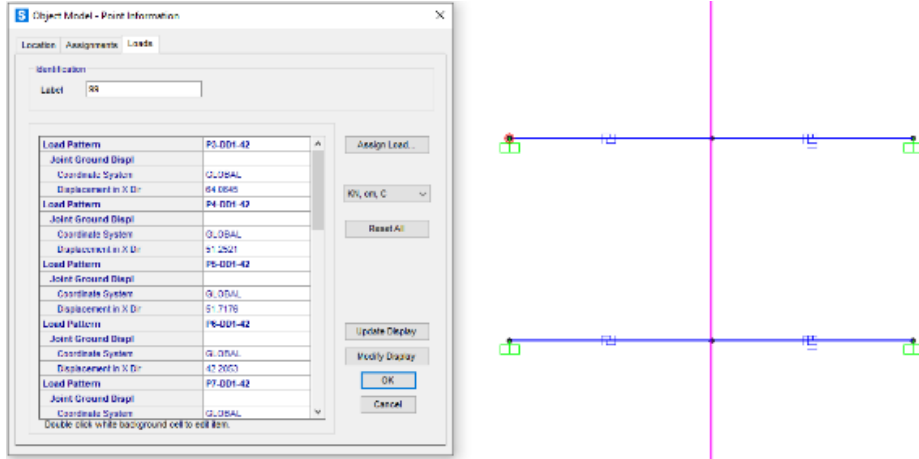 S Object Model - Point Information
Location Assignments Loads
Identification
Label 99
Load Pattern P3-DD1-42
Joint Ground Displ
Coordinate System GLOBAL
Displacement in X Dir 64.0645
Load Pattern P4-DD1-42
Joint Ground Displ
Coordinate System GLOBAL
Displacement in X Dir 51.2521
Load Pattern P5-DD1-42
Joint Ground Displ
Coordinate System GLOBAL
Displacement in X Dir 51.7176
Load Pattern P6-DD1-42
Joint Ground Displ
Coordinate System GLOBAL
Displacement in X Dir 42.2053
Load Pattern P7-DD1-42
Joint Ground Displ
Coordinate System GLOBAL
Double click white background cell to edit item.
Assign Load...
KN, cm, C
Reset All
Update Display
Modify Display
OK
Cancel